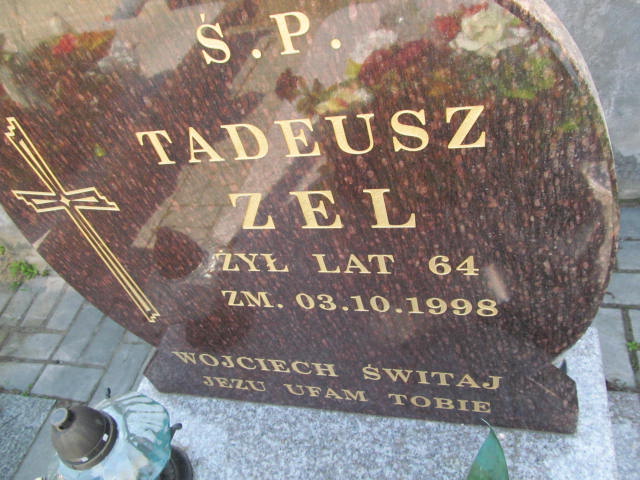 Ś.P.
TADEUSZ
ZEL
ŻYŁ LAT 64
ZM. 03.10.1998
WOJCIECH ŚWITAJ
JEZU UFAM TOBIE